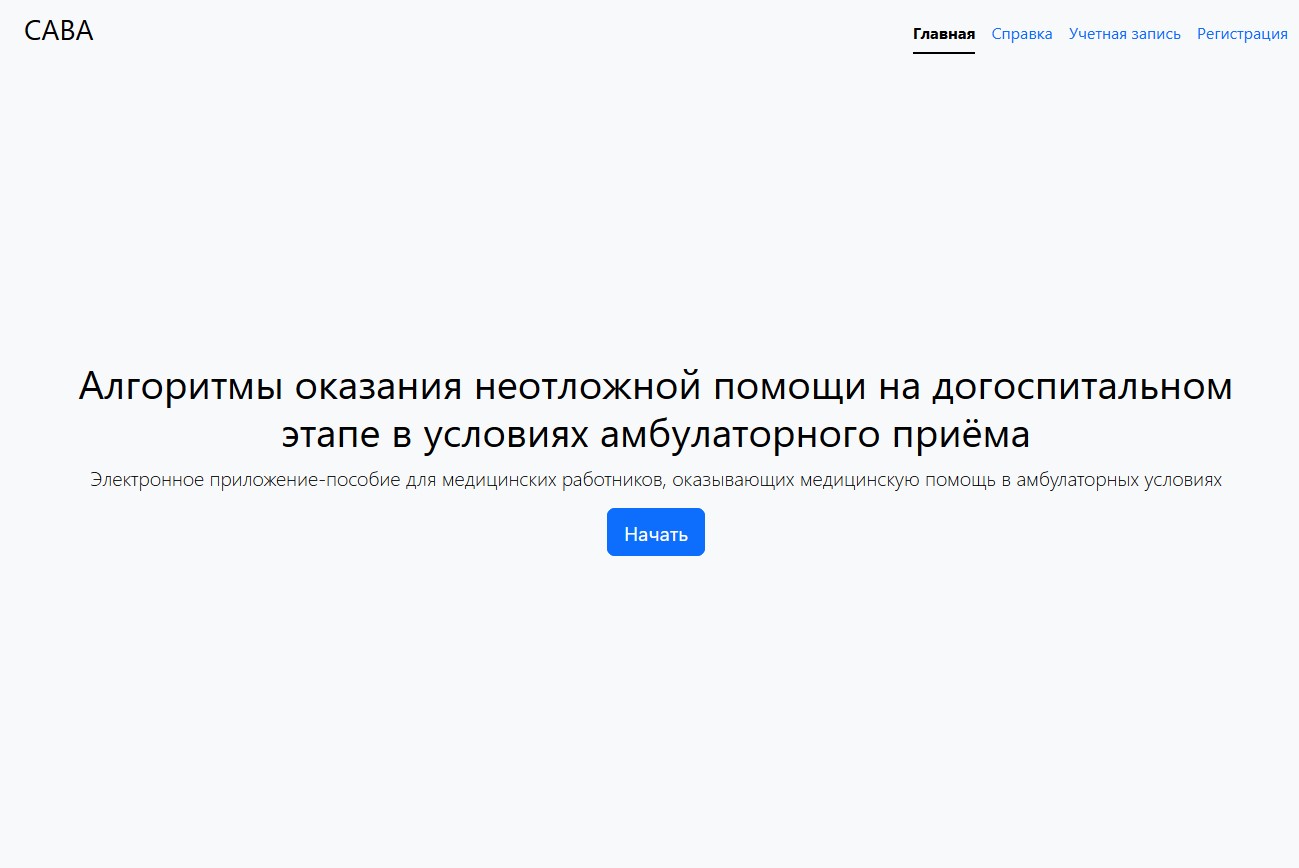 САВА
Главная
Справка
Учетная запись
Регистрация
Алгоритмы оказания неотложной помощи на догоспитальном
этапе в условиях амбулаторного приёма
Электронное приложение-пособие для медицинских работников, оказывающих медицинскую помощь в амбулаторных условиях
Начать